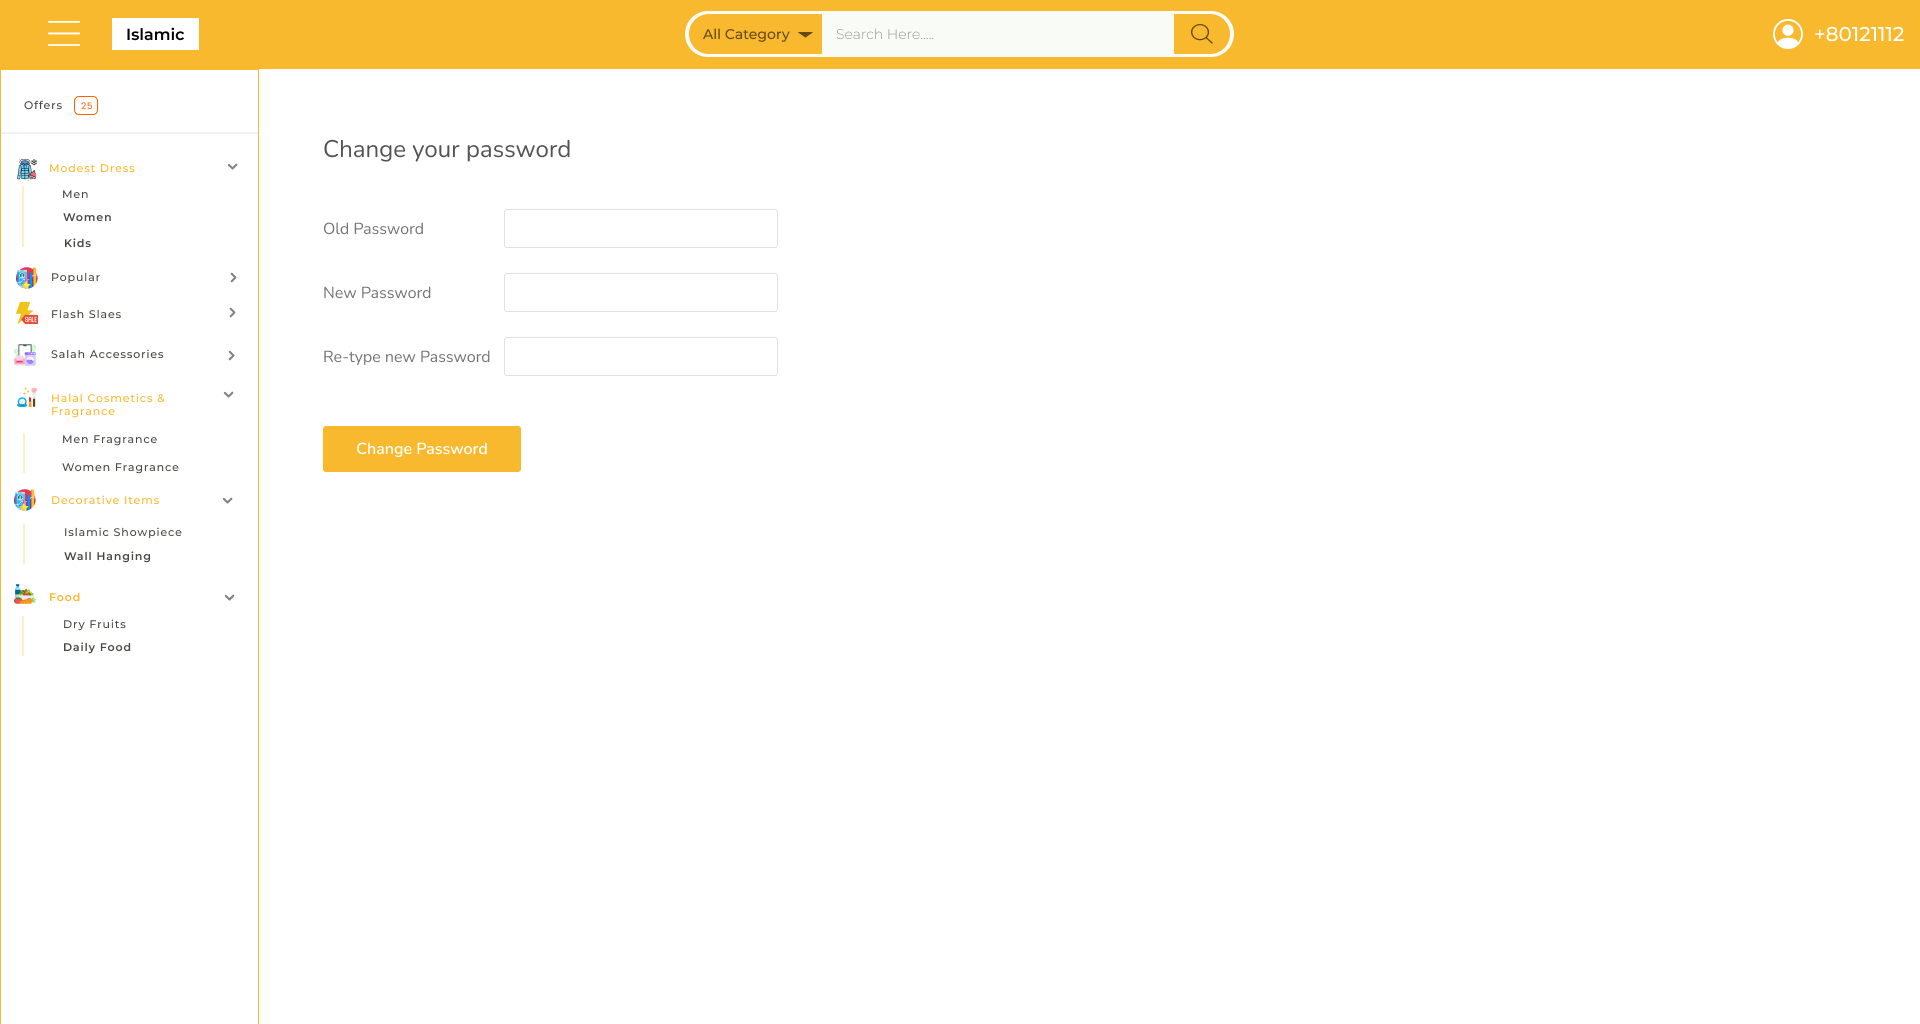 Islamic
All Category
Search Here.....
+80121112
Offers 25
Modest Dress
Men
Women
Kids
Popular
Flash Slaes
Salah Accessories
Halal Cosmetics &
Fragrance
Men Fragrance
Women Fragrance
Decorative Items
Islamic Showpiece
Wall Hanging
Food
Dry Fruits
Daily Food
Change your password
Old Password
New Password
Re-type new Password
Change Password